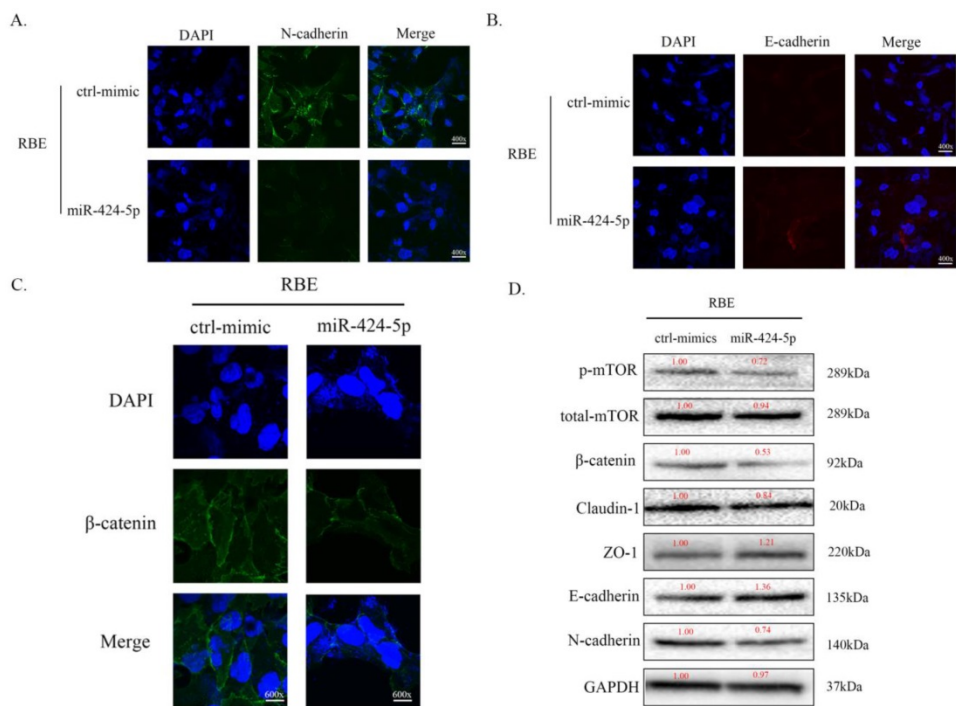 A.
DAPI N-cadherin Merge
ctrl-mimic
RBE
miR-424-5p
400x
400x
B.
DAPI E-cadherin Merge
ctrl-mimic
RBE
miR-424-5p
400x
400x
C.
RBE
ctrl-mimic miR-424-5p
DAPI
β-catenin
Merge
600x 600x
D.
RBE
ctrl-mimics miR-424-5p
p-mTOR 1.00 0.72 289kDa
total-mTOR 1.00 0.94 289kDa
β-catenin 1.00 0.53 92kDa
Claudin-1 1.00 0.84 20kDa
ZO-1 1.00 1.21 220kDa
E-cadherin 1.00 1.36 135kDa
N-cadherin 1.00 0.74 140kDa
GAPDH 1.00 0.97 37kDa